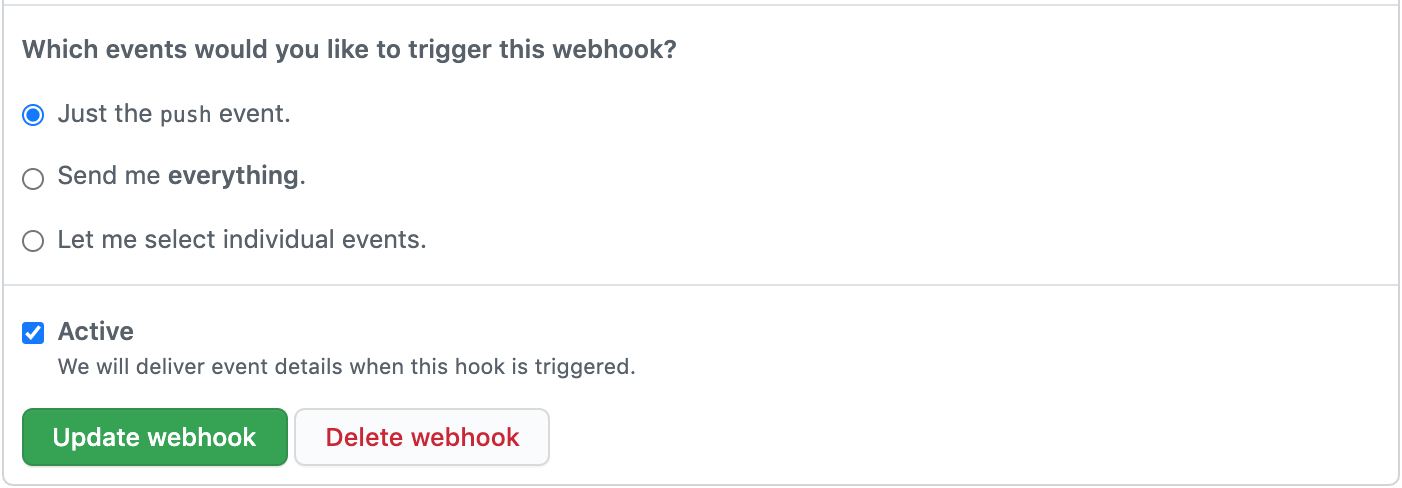 Which events would you like to trigger this webhook?
Just the push event.
Send me everything.
Let me select individual events.
Active
We will deliver event details when this hook is triggered.
Update webhook
Delete webhook